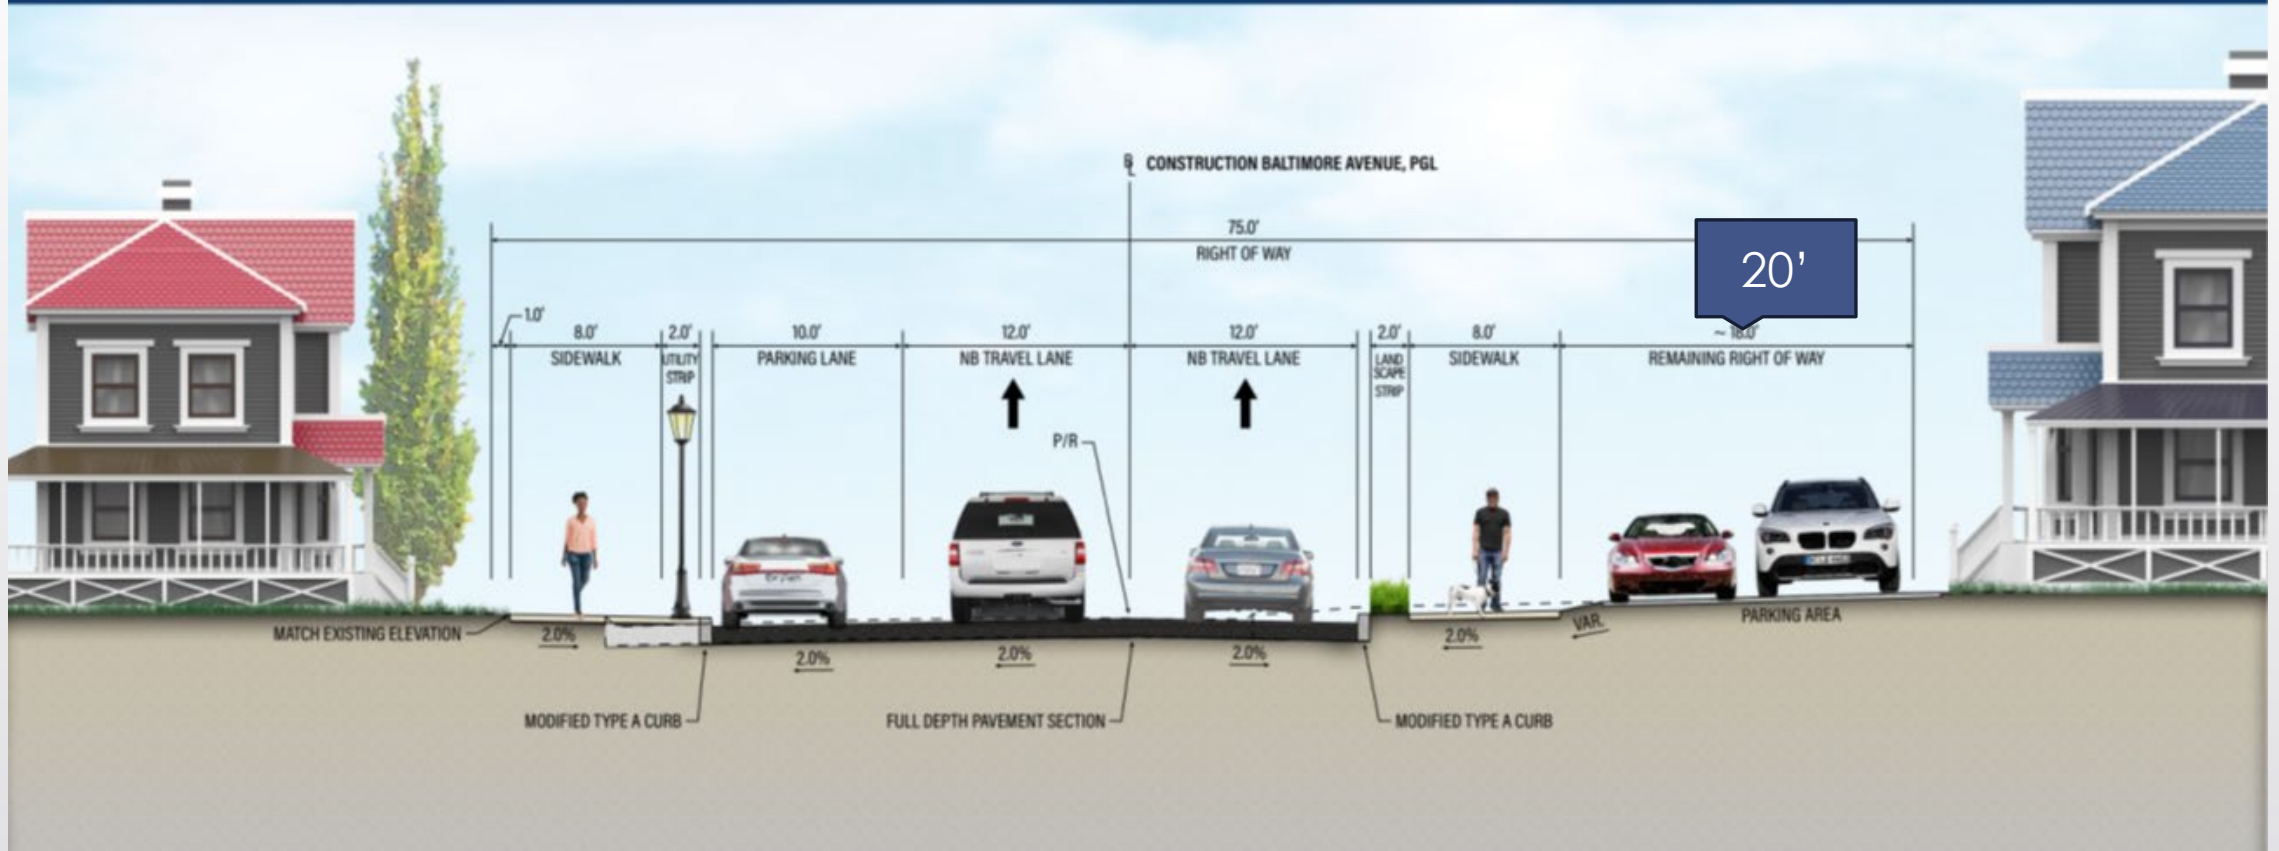 B
L CONSTRUCTION BALTIMORE AVENUE, PGL
75.0'
RIGHT OF WAY
20'
1.0'
8.0'
SIDEWALK
2.0'
UTILITY
STRIP
10.0'
PARKING LANE
12.0'
NB TRAVEL LANE
12.0'
NB TRAVEL LANE
2.0'
LAND
SCAPE
STRIP
8.0'
SIDEWALK
~ 18.0'
REMAINING RIGHT OF WAY
P/R
MATCH EXISTING ELEVATION
2.0%
2.0%
2.0%
2.0%
2.0%
VAR.
PARKING AREA
MODIFIED TYPE A CURB
FULL DEPTH PAVEMENT SECTION
MODIFIED TYPE A CURB